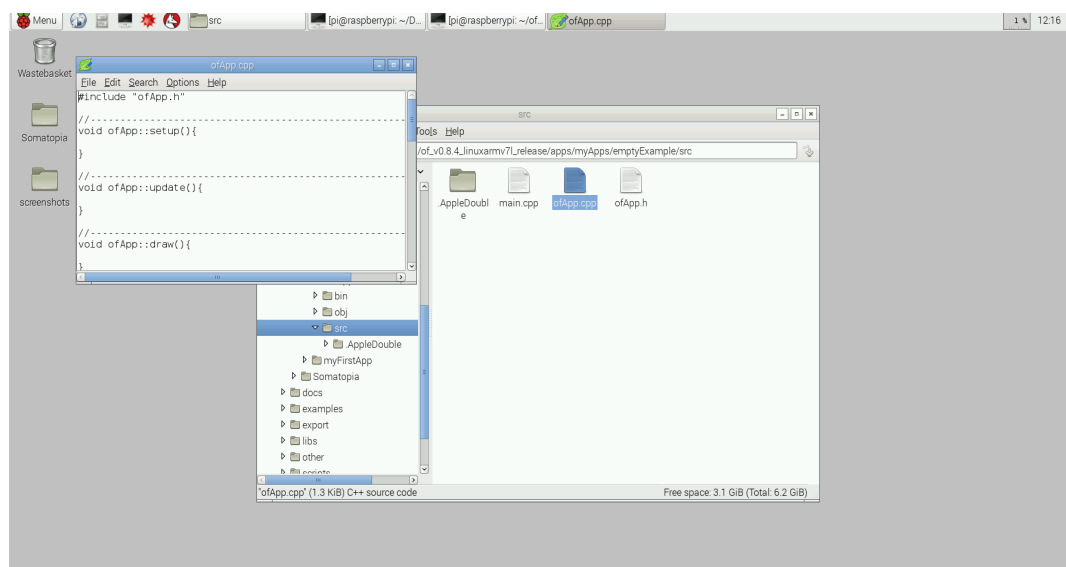 Menu
src
[pi@raspberrypi: ~/D...
[pi@raspberrypi: ~/of...
ofApp.cpp
1 %
12:16
Wastebasket
Somatopia
screenshots
ofApp.cpp
File Edit Search Options Help
#include "ofApp.h"
//--------------------------------------------------------------
void ofApp::setup(){
}
//--------------------------------------------------------------
void ofApp::update(){
}
//--------------------------------------------------------------
void ofApp::draw(){
}
src
Tools Help
/of_v0.8.4_linuxarmv7l_release/apps/myApps/emptyExample/src
.AppleDoubl
e
main.cpp
ofApp.cpp
ofApp.h
bin
obj
src
.AppleDouble
myFirstApp
Somatopia
docs
examples
export
libs
other
scripts
"ofApp.cpp" (1.3 KiB) C++ source code
Free space: 3.1 GiB (Total: 6.2 GiB)